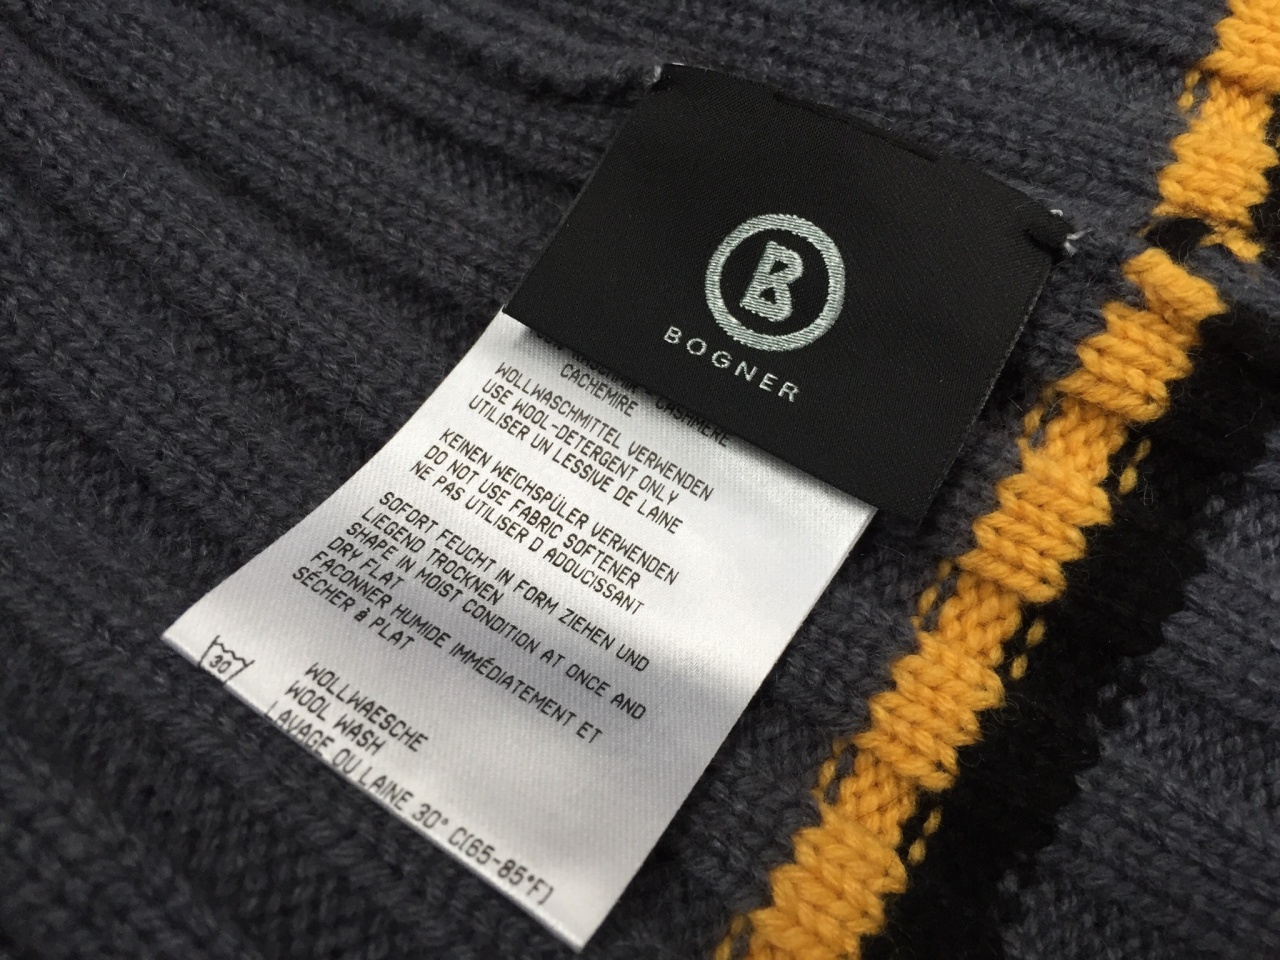 B
BOGNER
CASHMERE
CACHEMIRE
WOLLWASCHMITTEL VERWENDEN
USE WOOL-DETERGENT ONLY
UTILISER UN LESSIVE DE LAINE
KEINEN WEICHSPÜLER VERWENDEN
DO NOT USE FABRIC SOFTENER
NE PAS UTILISER D ADOUCISSANT
SOFORT FEUCHT IN FORM ZIEHEN UND
LIEGEND TROCKNEN
SHAPE IN MOIST CONDITION AT ONCE AND
DRY FLAT
FACONNER HUMIDE IMMÉDIATEMENT ET
SÉCHER à PLAT
30
WOLLWAESCHE
WOOL WASH
LAVAGE OU LAINE 30° C(65-85°F)